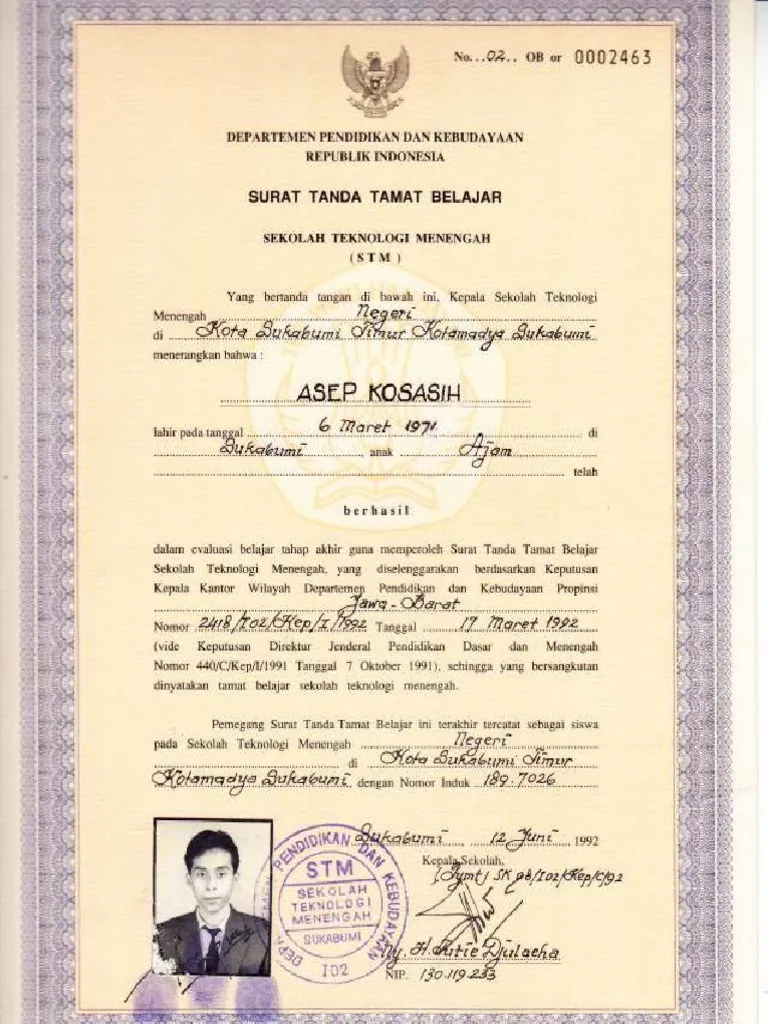 No...02.. OB or 0002463
DEPARTEMEN PENDIDIKAN DAN KEBUDAYAAN
REPUBLIK INDONESIA
SURAT TANDA TAMAT BELAJAR
SEKOLAH TEKNOLOGI MENENGAH
(STM)
Yang bertanda tangan di bawah ini, Kepala Sekolah Teknologi
Menengah Negeri
di Kota Sukabumi Timur Kotamadya Sukabumi
menerangkan bahwa :
ASEP KOSASIH
lahir pada tanggal 6 Maret 1971 di
Sukabumi, anak Ajam
telah
berhasil
dalam evaluasi belajar tahap akhir guna memperoleh Surat Tanda Tamat Belajar
Sekolah Teknologi Menengah, yang diselenggarakan berdasarkan Keputusan
Kepala Kantor Wilayah Departemen Pendidikan dan Kebudayaan Propinsi
Jawa-Barat
Nomor 2418/I02/Kep/I/1992 Tanggal 17 Maret 1992
(vide Keputusan Direktur Jenderal Pendidikan Dasar dan Menengah
Nomor 440/C/Kep/I/1991 Tanggal 7 Oktober 1991), sehingga yang bersangkutan
dinyatakan tamat belajar sekolah teknologi menengah.
Pemegang Surat Tanda Tamat Belajar ini terakhir tercatat sebagai siswa
pada Sekolah Teknologi Menengah Negeri
di Kota Sukabumi Timur
Kotamadya Sukabumi dengan Nomor Induk 189.7026
Sukabumi, 12 Juni 1992
Kepala Sekolah,
SK 98/I02/Kep/C/92
DEPARTEMEN PENDIDIKAN DAN KEBUDAYAAN
STM
SEKOLAH
TEKNOLOGI
MENENGAH
SUKABUMI
I02
Ny. H. Djulaeha
NIP. 130.119.233